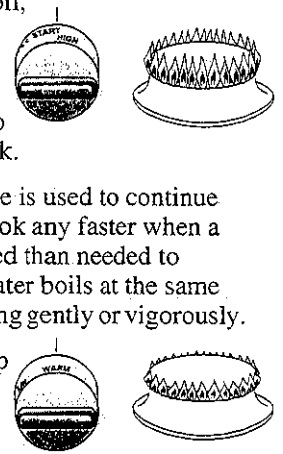 on,
START
HIGH
k.
e is used to continue
ok any faster when a
ed than needed to
ater boils at the same
ng gently or vigorously.
p
WARM